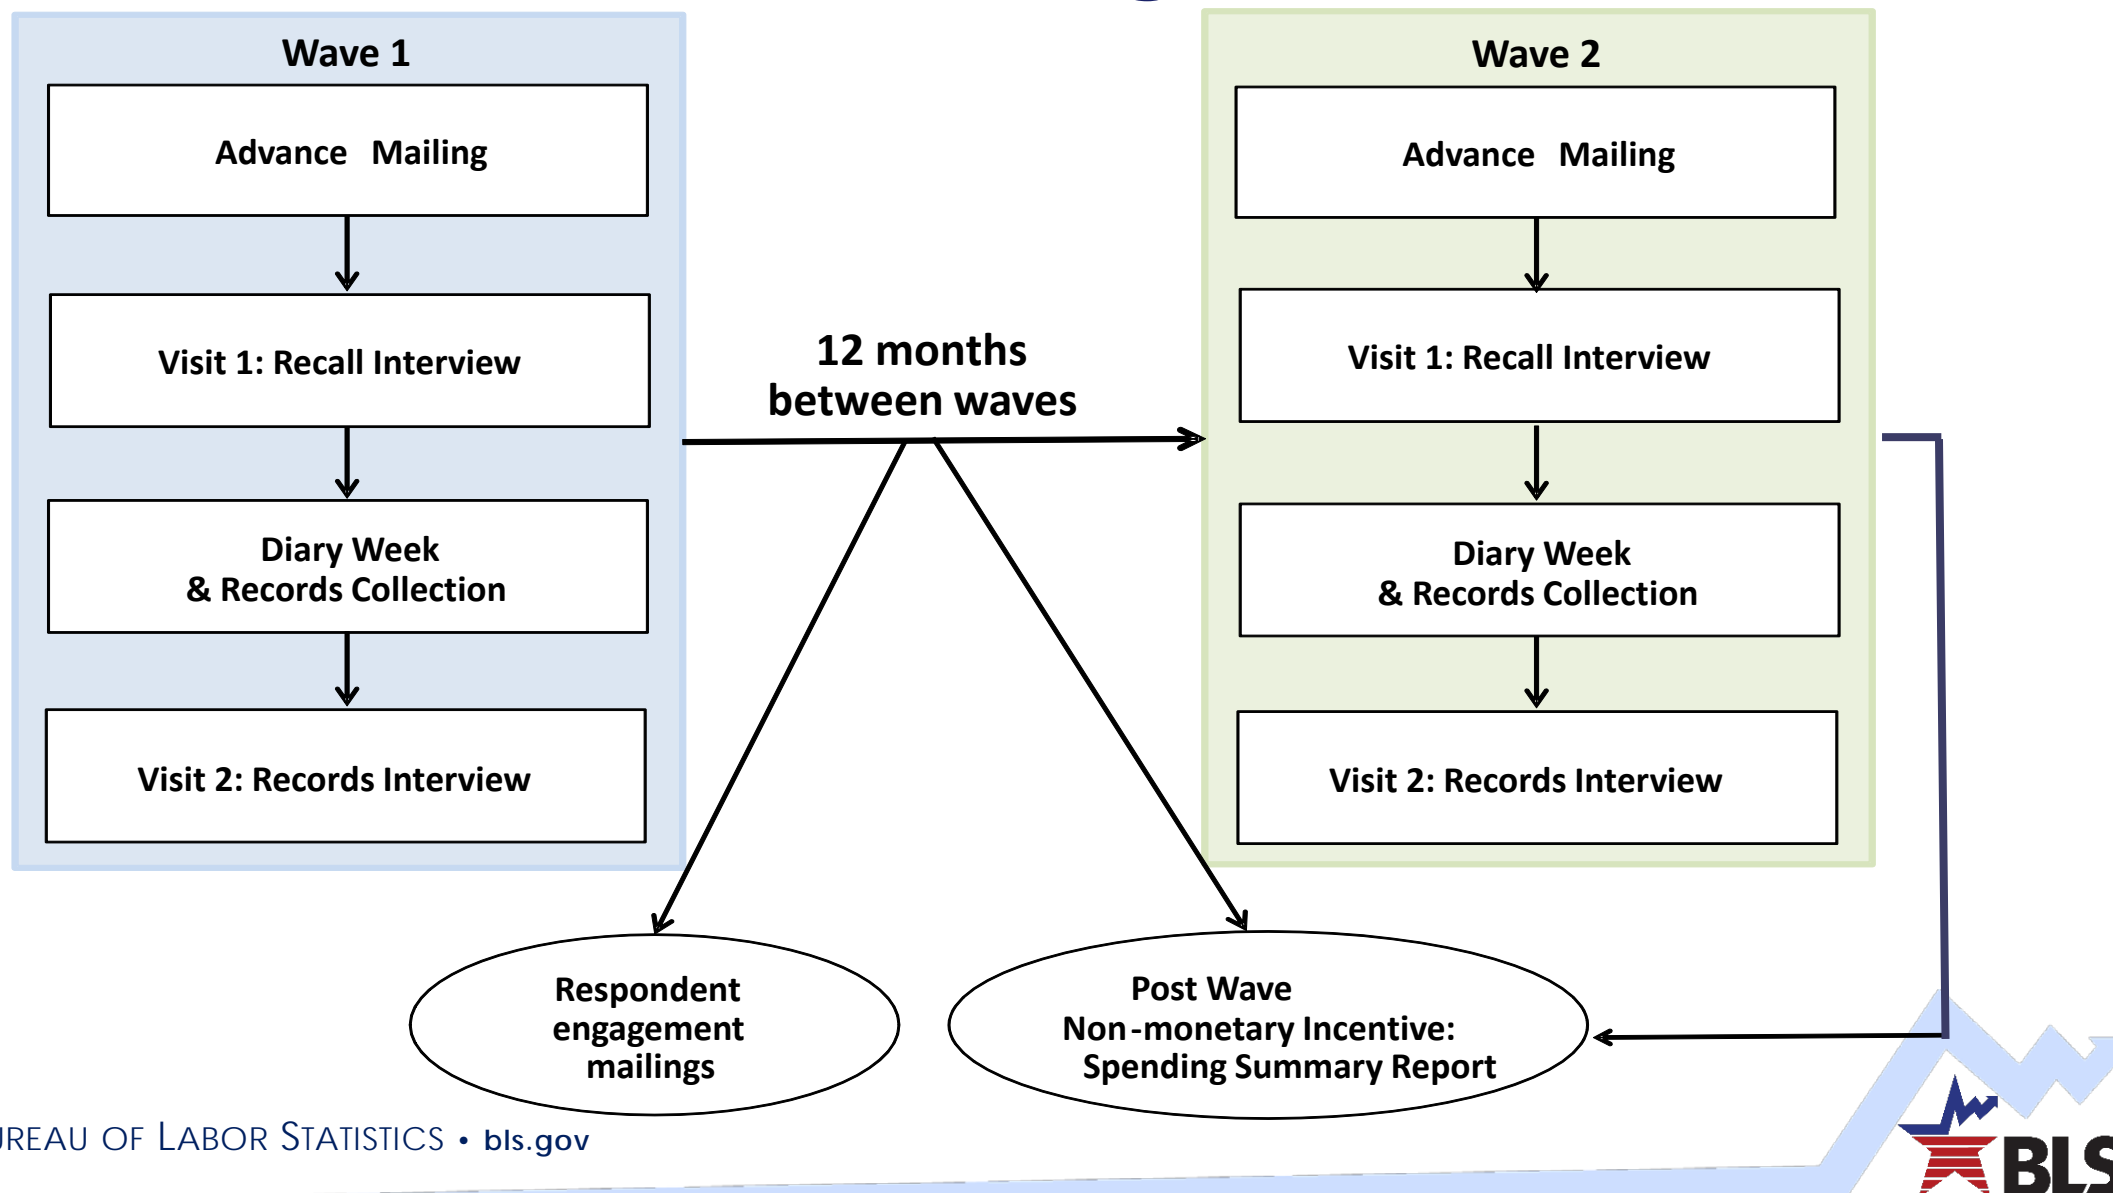 Wave 1
Advance Mailing
Visit 1: Recall Interview
Diary Week
& Records Collection
Visit 2: Records Interview
12 months
between waves
Wave 2
Advance Mailing
Visit 1: Recall Interview
Diary Week
& Records Collection
Visit 2: Records Interview
Respondent
engagement
mailings
Post Wave
Non-monetary Incentive:
Spending Summary Report
UREAU OF LABOR STATISTICS • bls.gov
BLS